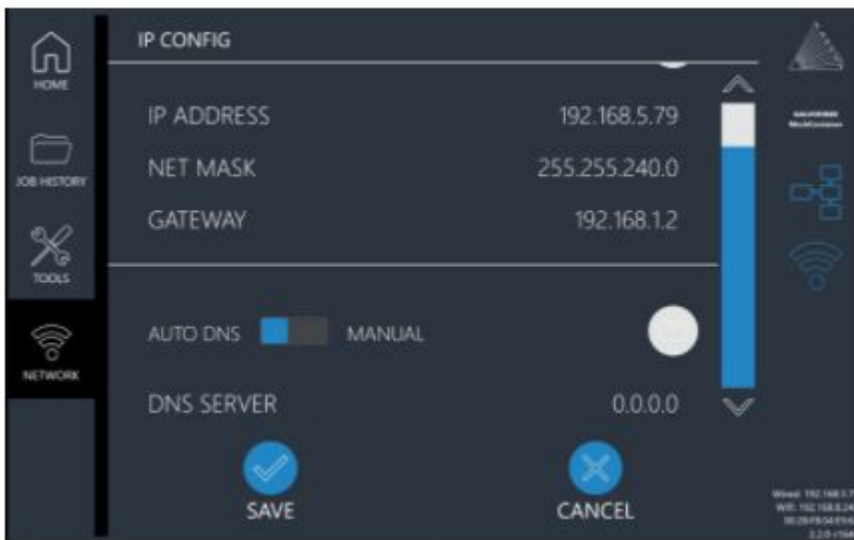 IP CONFIG
HOME
JOB HISTORY
TOOLS
NETWORK
IP ADDRESS 192.168.5.79
NET MASK 255.255.240.0
GATEWAY 192.168.1.2
AUTO DNS MANUAL
DNS SERVER 0.0.0.0
SAVE CANCEL